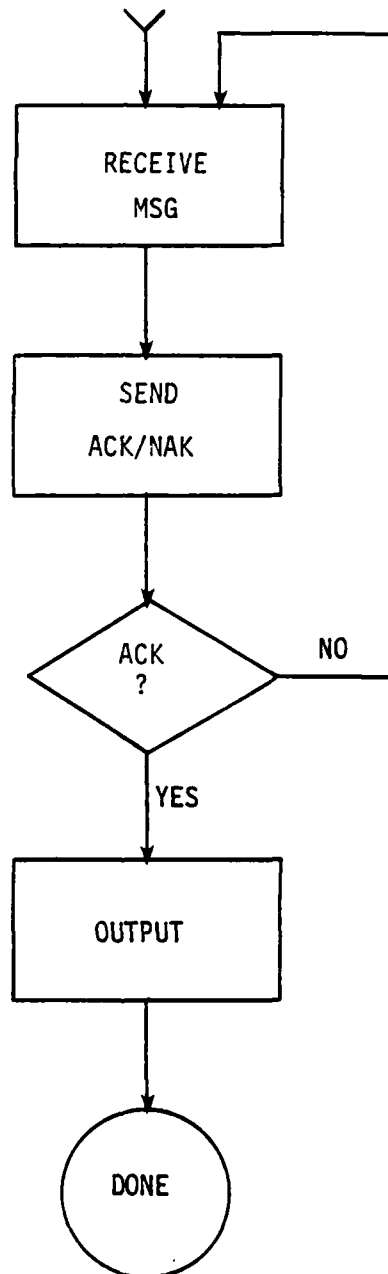 RECEIVE
MSG
SEND
ACK/NAK
ACK
?
NO
YES
OUTPUT
DONE